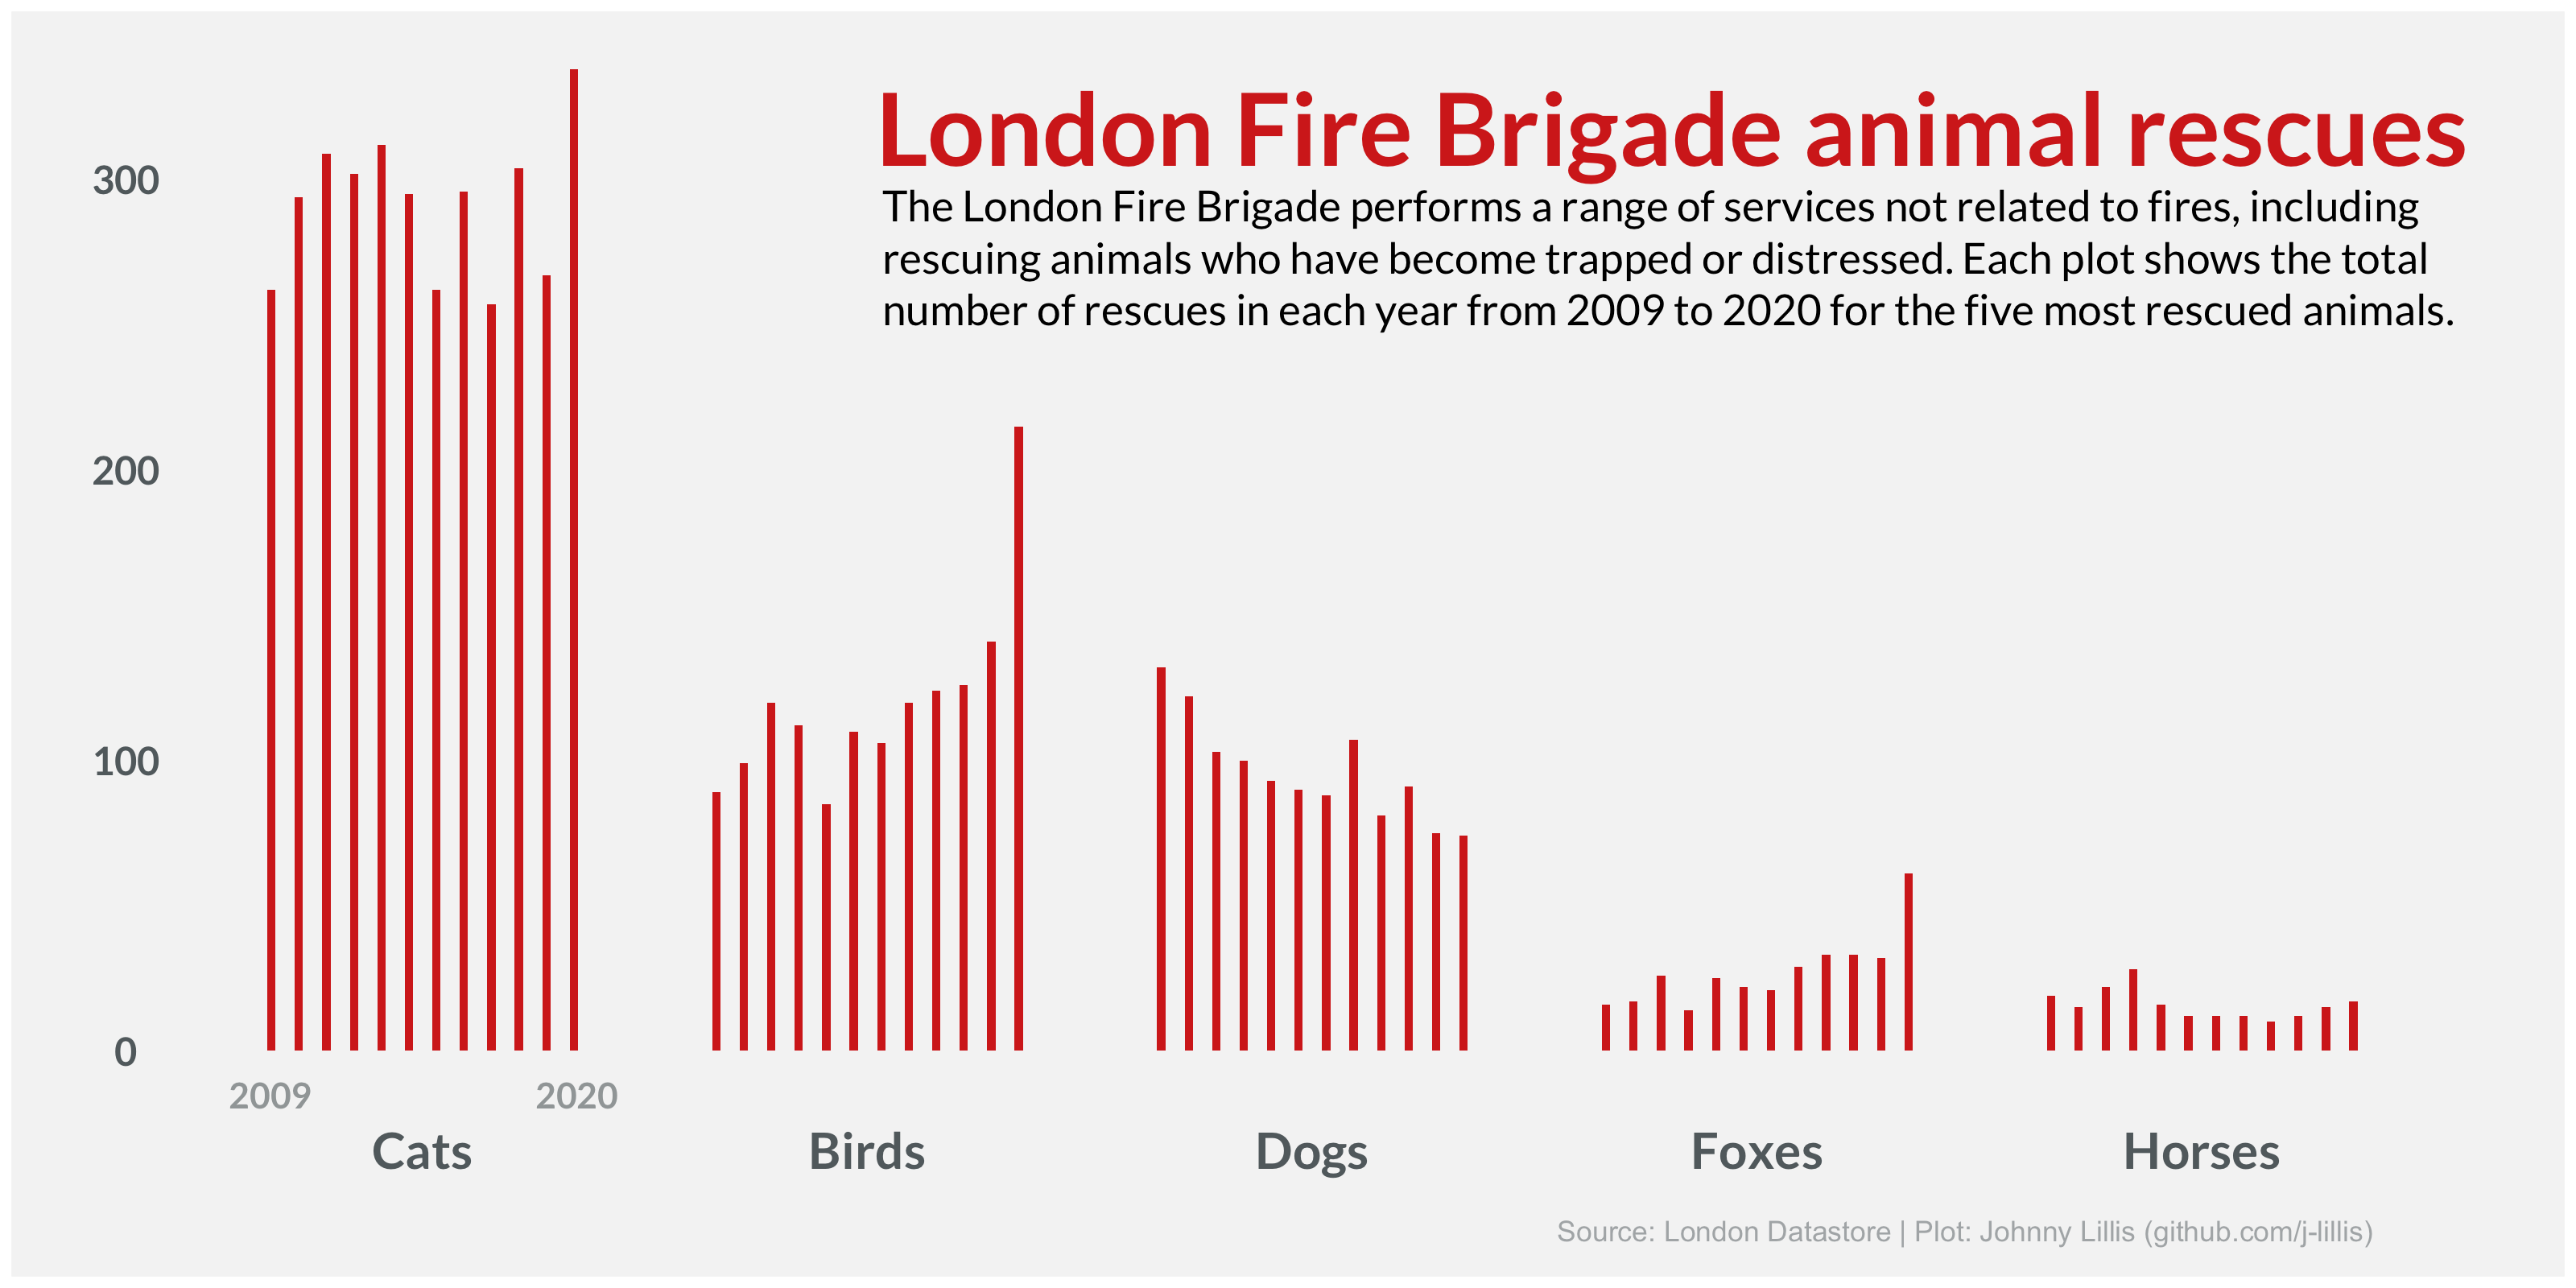 London Fire Brigade animal rescues
The London Fire Brigade performs a range of services not related to fires, including
rescuing animals who have become trapped or distressed. Each plot shows the total
number of rescues in each year from 2009 to 2020 for the five most rescued animals.
300
200
100
0
2009 2020
Cats Birds Dogs Foxes Horses
Source: London Datastore | Plot: Johnny Lillis (github.com/j-lillis)